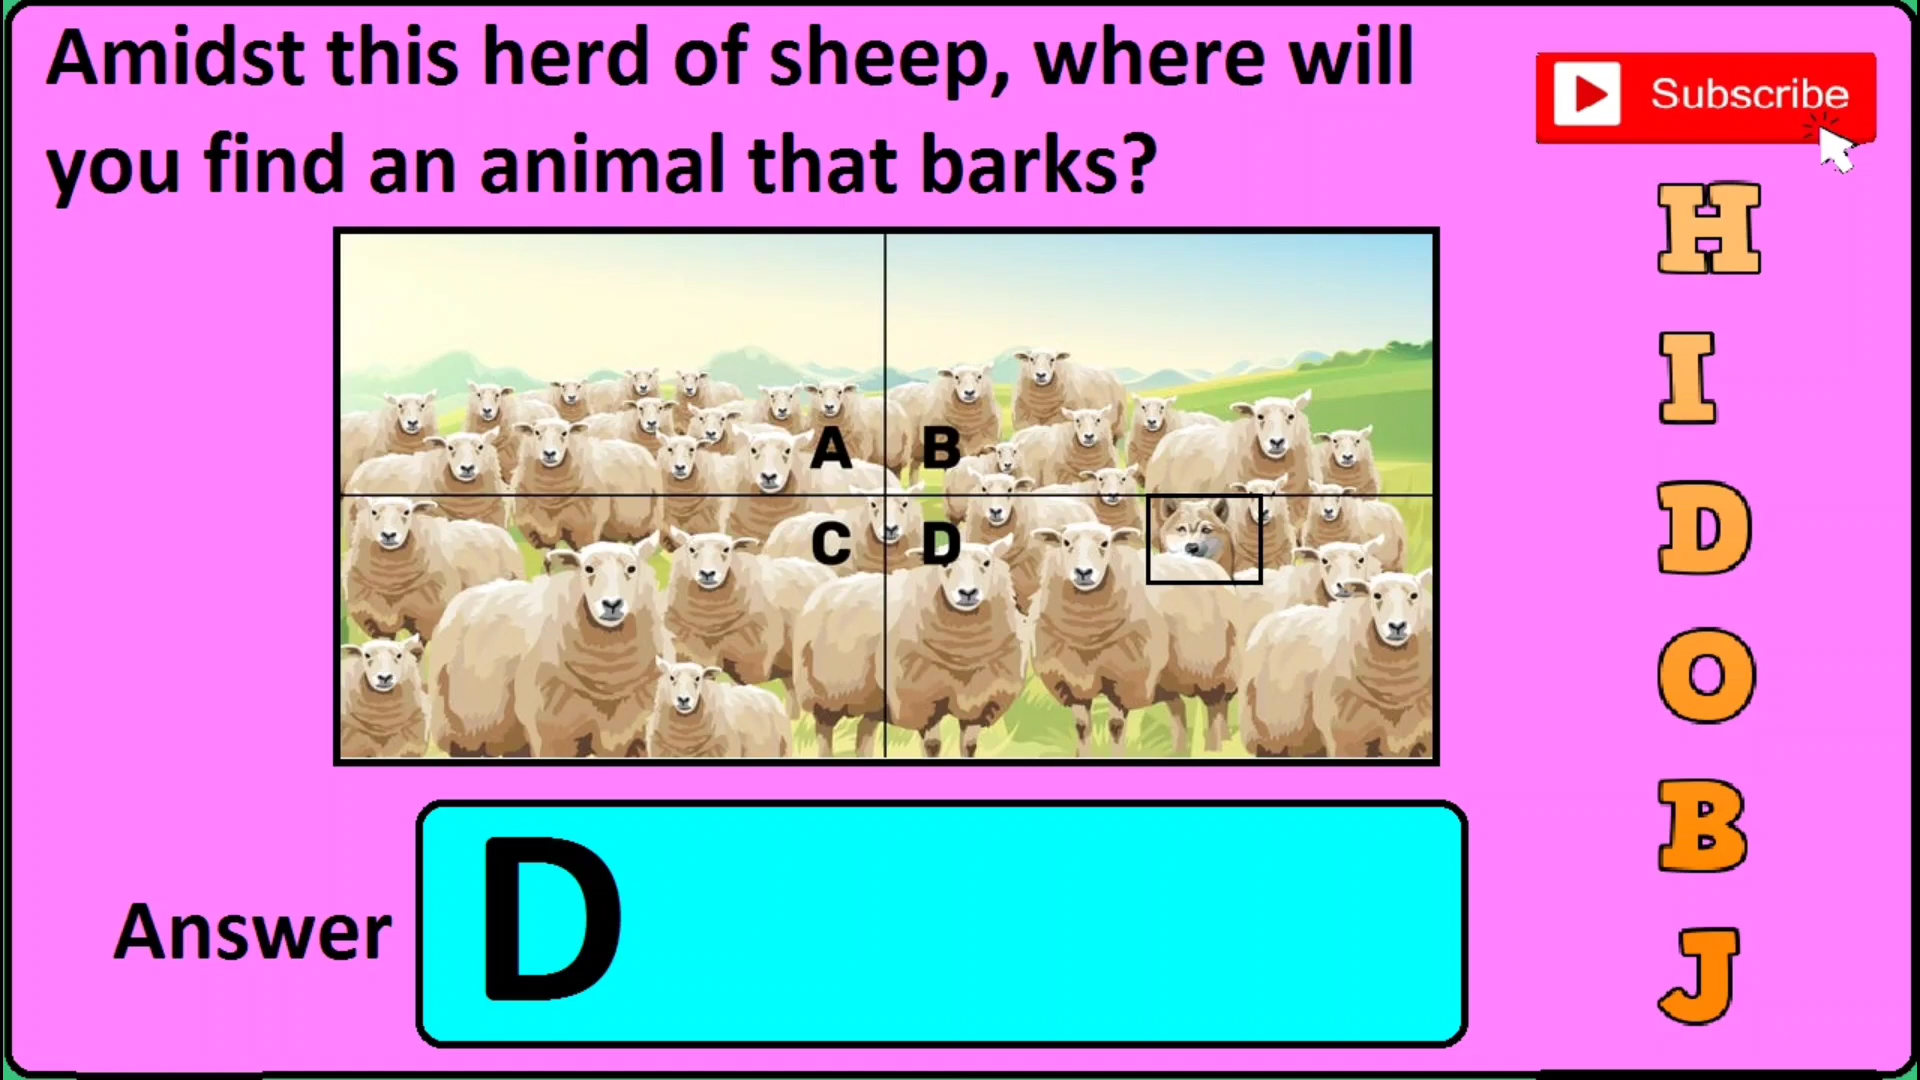 Amidst this herd of sheep, where will
you find an animal that barks?
Subscribe
A
B
C
D
Answer
D
H
I
D
O
B
J